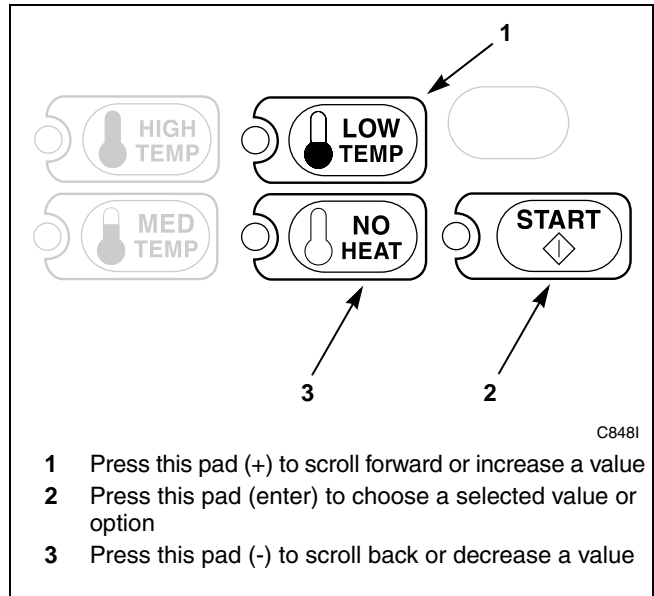 1
HIGH
TEMP
LOW
TEMP
MED
TEMP
NO
HEAT
START
3
2
C848I
1 Press this pad (+) to scroll forward or increase a value
2 Press this pad (enter) to choose a selected value or
option
3 Press this pad (-) to scroll back or decrease a value